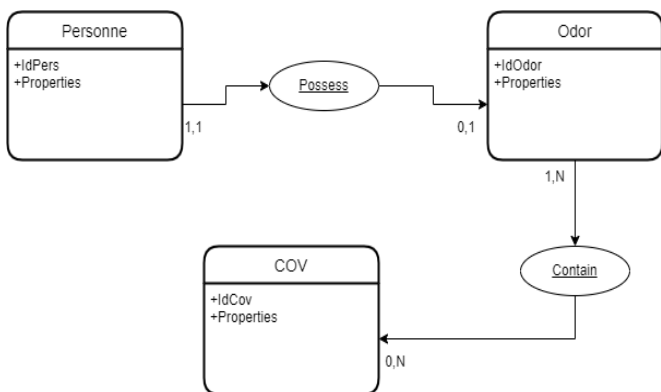 Personne
+IdPers
+Properties
1,1
Possess
0,1
Odor
+IdOdor
+Properties
1,N
Contain
COV
+IdCov
+Properties
0,N